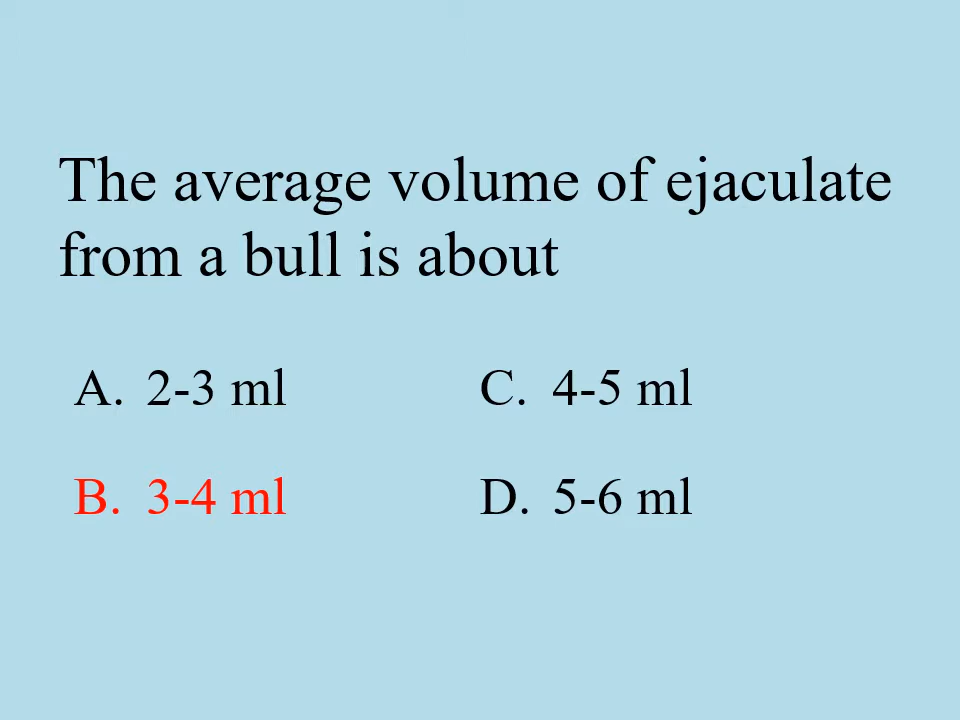 The average volume of ejaculate
from a bull is about
A. 2-3 ml
C. 4-5 ml
B. 3-4 ml
D. 5-6 ml